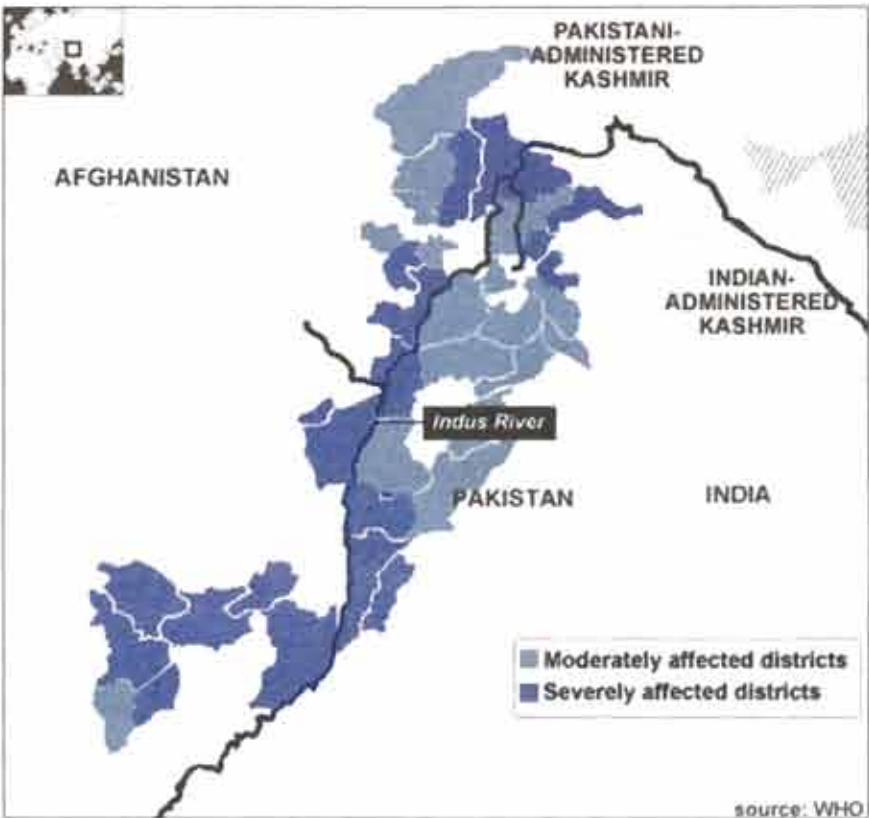 PAKISTANI-
ADMINISTERED
KASHMIR
AFGHANISTAN
INDIAN-
ADMINISTERED
KASHMIR
Indus River
PAKISTAN
INDIA
Moderately affected districts
Severely affected districts
source: WHO